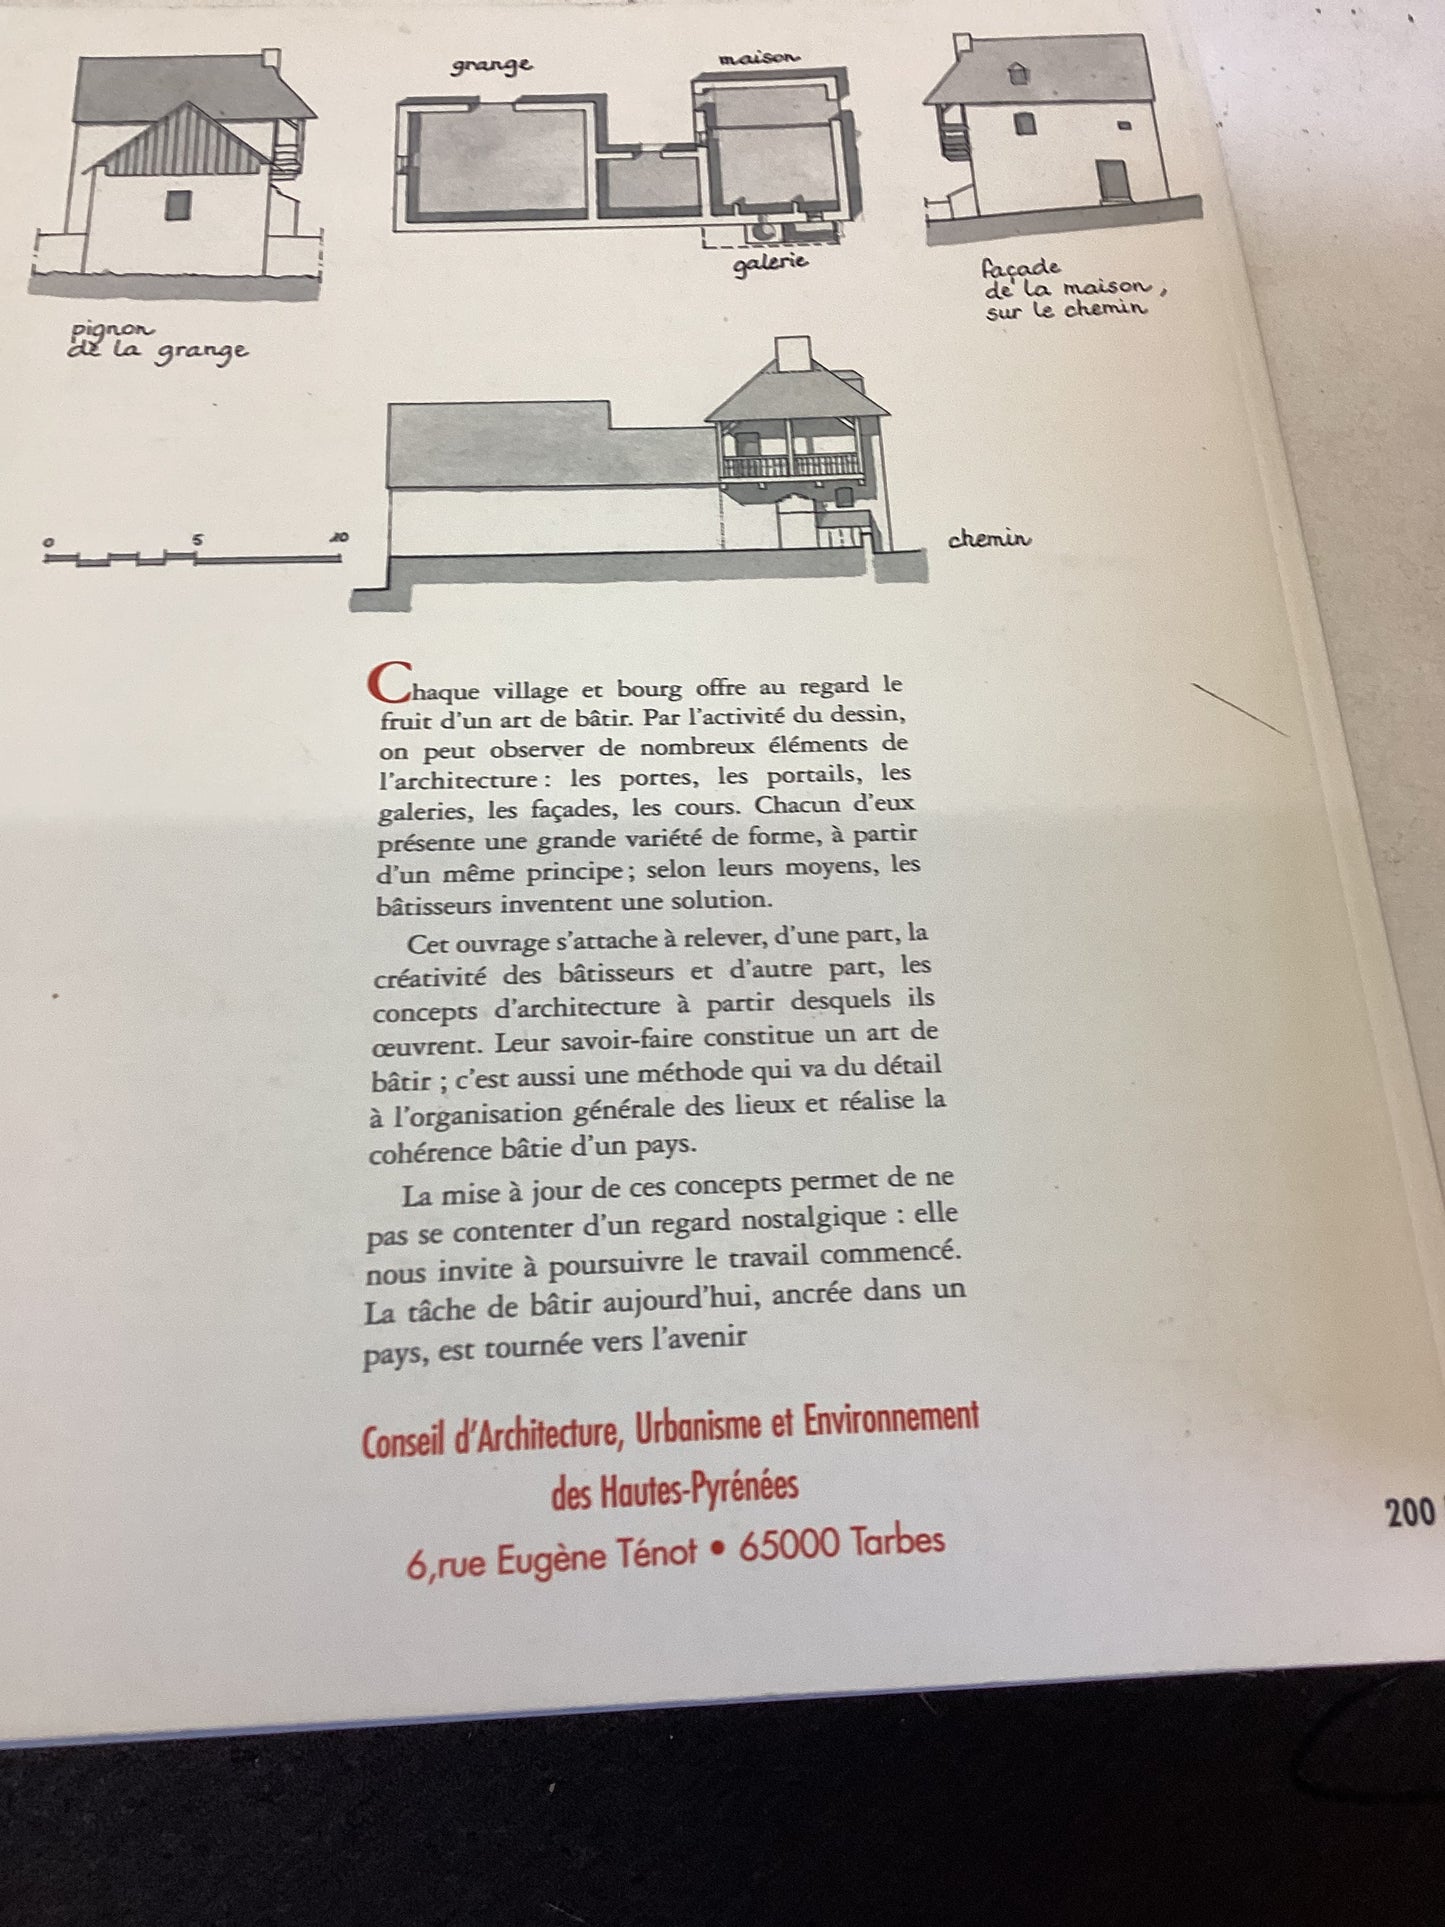 grange
maison
galerie
façade
de la maison,
sur le chemin
pignon
de la grange
0 5 10
chemin
Chaque village et bourg offre au regard le
fruit d'un art de bâtir. Par l'activité du dessin,
on peut observer de nombreux éléments de
l'architecture : les portes, les portails, les
galeries, les façades, les cours. Chacun d'eux
présente une grande variété de forme, à partir
d'un même principe ; selon leurs moyens, les
bâtisseurs inventent une solution.
Cet ouvrage s'attache à relever, d'une part, la
créativité des bâtisseurs et d'autre part, les
concepts d'architecture à partir desquels ils
œuvrent. Leur savoir-faire constitue un art de
bâtir ; c'est aussi une méthode qui va du détail
à l'organisation générale des lieux et réalise la
cohérence bâtie d'un pays.
La mise à jour de ces concepts permet de ne
pas se contenter d'un regard nostalgique : elle
nous invite à poursuivre le travail commencé.
La tâche de bâtir aujourd'hui, ancrée dans un
pays, est tournée vers l'avenir
Conseil d'Architecture, Urbanisme et Environnement
des Hautes-Pyrénées
6,rue Eugène Ténot • 65000 Tarbes
200